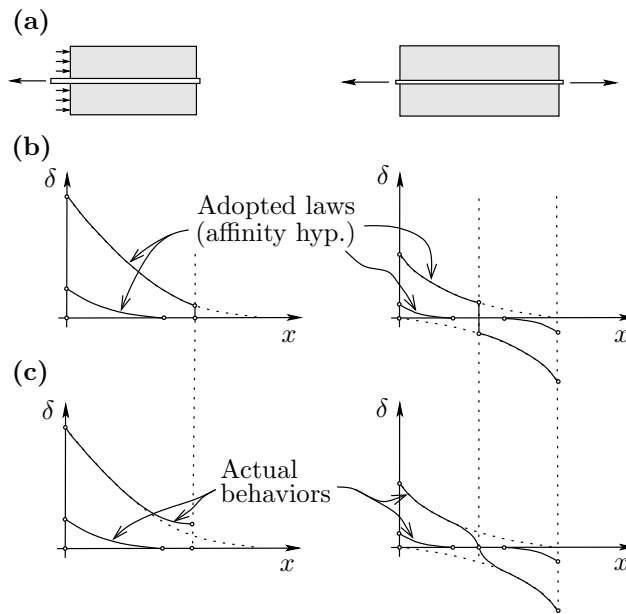 (a)
(b)
δ
δ
Adopted laws
(affinity hyp.)
x
x
(c)
δ
δ
Actual
behaviors
x
x